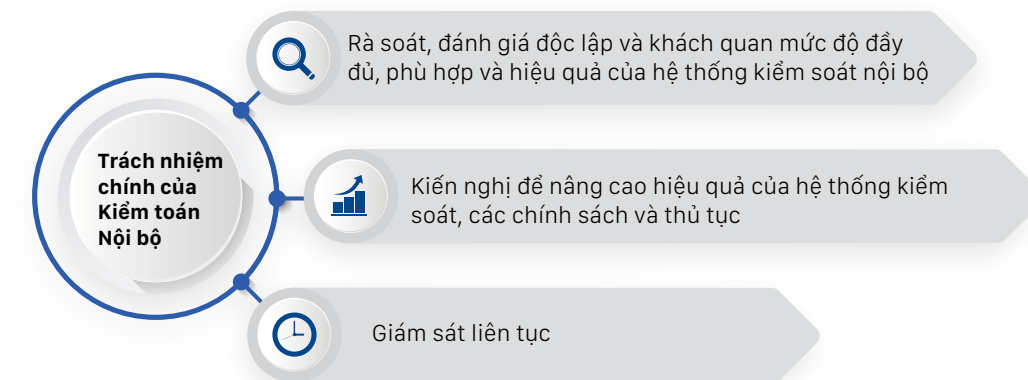 Rà soát, đánh giá độc lập và khách quan mức độ đầy
đủ, phù hợp và hiệu quả của hệ thống kiểm soát nội bộ
Trách nhiệm
chính của
Kiểm toán
Nội bộ
Kiến nghị để nâng cao hiệu quả của hệ thống kiểm
soát, các chính sách và thủ tục
Giám sát liên tục